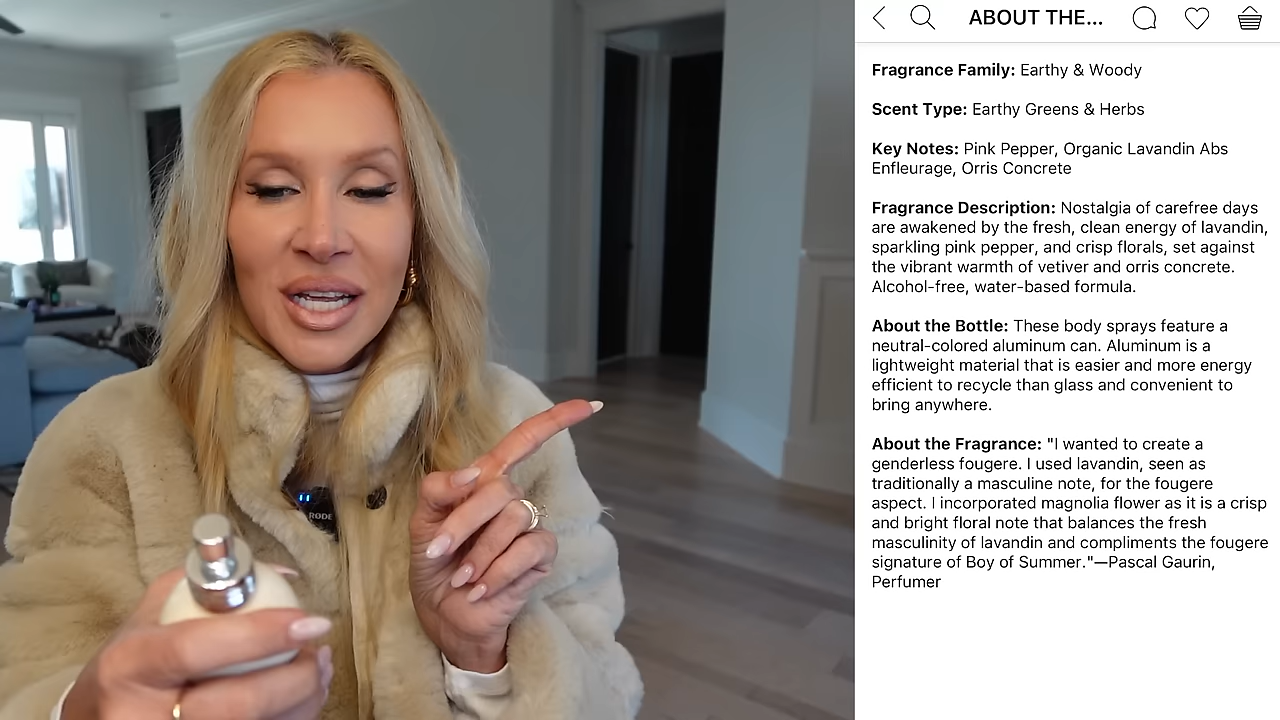 ABOUT THE...
Fragrance Family: Earthy & Woody
Scent Type: Earthy Greens & Herbs
Key Notes: Pink Pepper, Organic Lavandin Abs
Enfleurage, Orris Concrete
Fragrance Description: Nostalgia of carefree days
are awakened by the fresh, clean energy of lavandin,
sparkling pink pepper, and crisp florals, set against
the vibrant warmth of vetiver and orris concrete.
Alcohol-free, water-based formula.
About the Bottle: These body sprays feature a
neutral-colored aluminum can. Aluminum is a
lightweight material that is easier and more energy
efficient to recycle than glass and convenient to
bring anywhere.
About the Fragrance: "I wanted to create a
genderless fougere. I used lavandin, seen as
traditionally a masculine note, for the fougere
aspect. I incorporated magnolia flower as it is a crisp
and bright floral note that balances the fresh
masculinity of lavandin and compliments the fougere
signature of Boy of Summer."—Pascal Gaurin,
Perfumer
RØDE